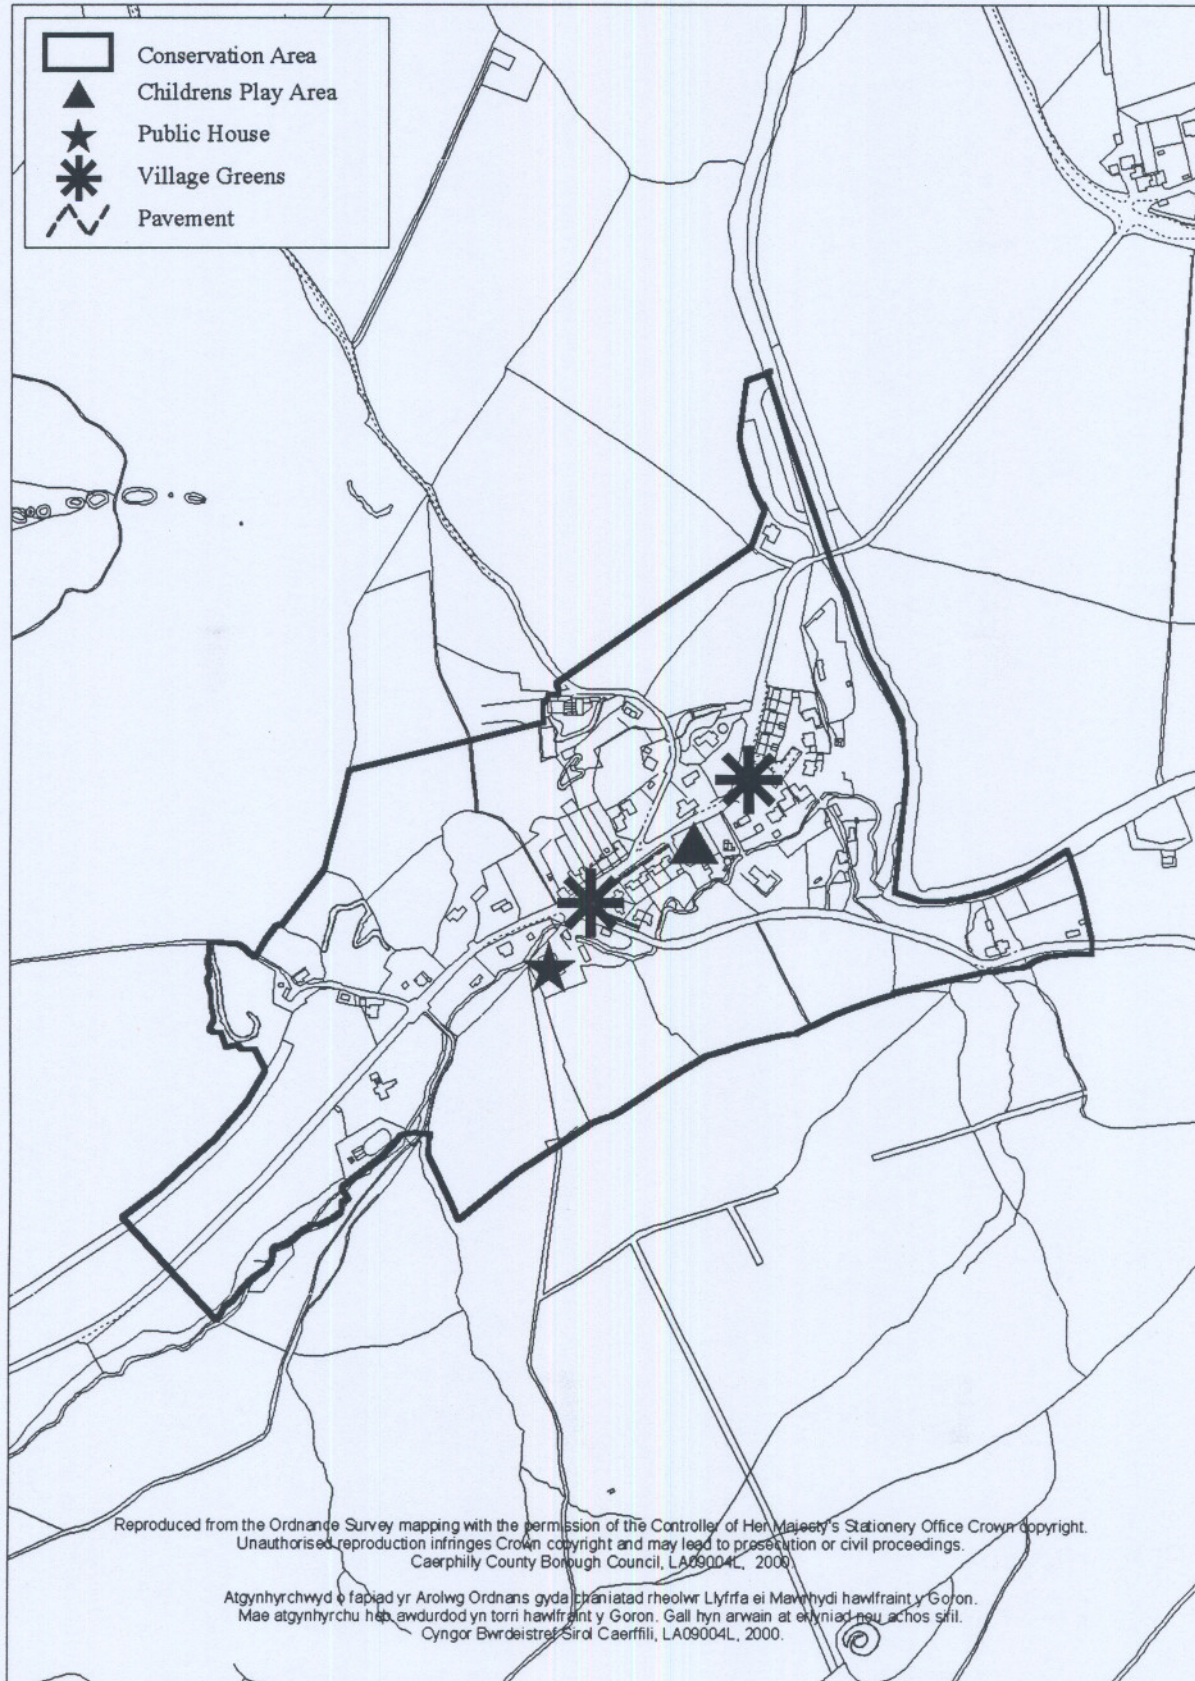 Conservation Area
Childrens Play Area
Public House
Village Greens
Pavement
Reproduced from the Ordnance Survey mapping with the permission of the Controller of Her Majesty's Stationery Office Crown copyright.
Unauthorised reproduction infringes Crown copyright and may lead to prosecution or civil proceedings.
Caerphilly County Borough Council, LA09004L, 2000.
Atgynhyrchwyd o fapiad yr Arolwg Ordnans gyda chaniatad rheolwr Llyfrfa ei Mawrhydi hawlfraint y Goron.
Mae atgynhyrchu heb awdurdod yn torri hawlfraint y Goron. Gall hyn arwain at erlyniad neu achos sifil.
Cyngor Bwrdeistref Sirol Caerffili, LA09004L, 2000.